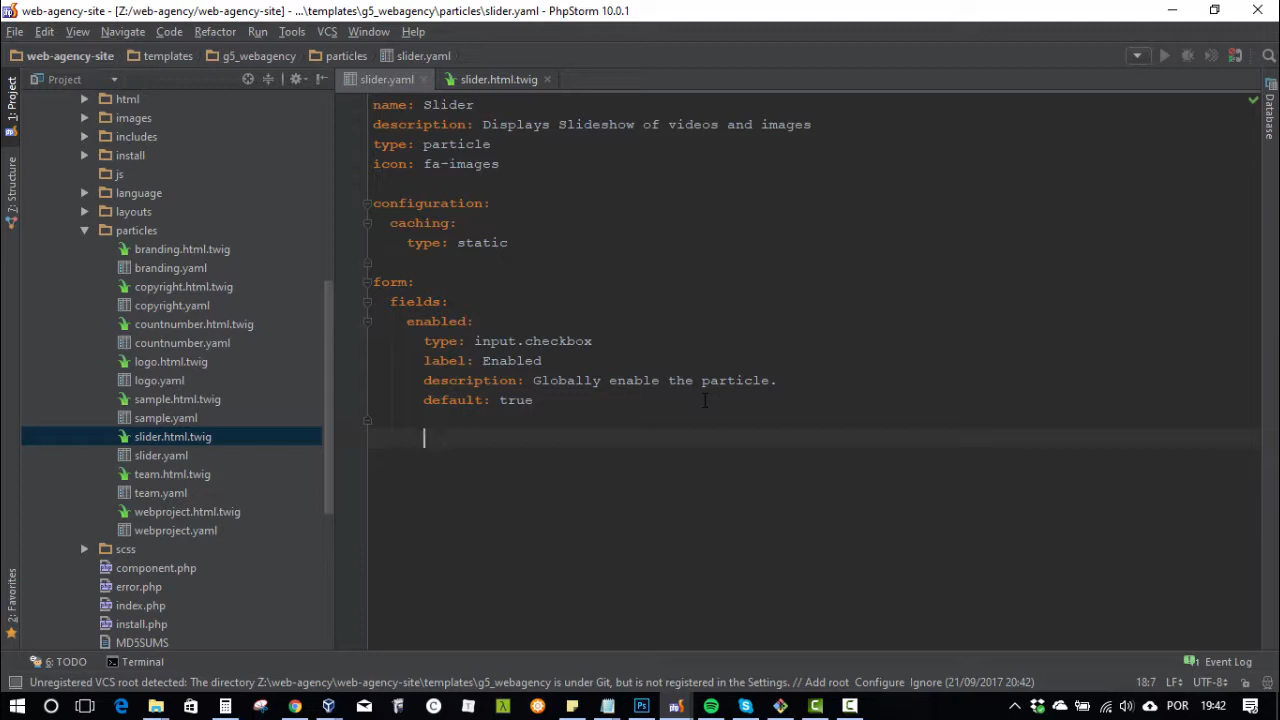 web-agency-site - [Z:/web-agency/web-agency-site] - ...\templates\g5_webagency\particles\slider.yaml - PhpStorm 10.0.1
File Edit View Navigate Code Refactor Run Tools VCS Window Help
web-agency-site templates g5_webagency particles slider.yaml
Project
slider.yaml slider.html.twig
1: Project
7: Structure
2: Favorites
Database
html
images
includes
install
js
language
layouts
particles
branding.html.twig
branding.yaml
copyright.html.twig
copyright.yaml
countnumber.html.twig
countnumber.yaml
logo.html.twig
logo.yaml
sample.html.twig
sample.yaml
slider.html.twig
slider.yaml
team.html.twig
team.yaml
webproject.html.twig
webproject.yaml
scss
component.php
error.php
index.php
install.php
MD5SUMS
name: Slider
description: Displays Slideshow of videos and images
type: particle
icon: fa-images
configuration:
caching:
type: static
form:
fields:
enabled:
type: input.checkbox
label: Enabled
description: Globally enable the particle.
default: true
6: TODO Terminal 1 Event Log
Unregistered VCS root detected: The directory Z:\web-agency\web-agency-site\templates\g5_webagency is under Git, but is not registered in the Settings. // Add root Configure Ignore (21/09/2017 20:42) 18:7 LF UTF-8
POR 19:42